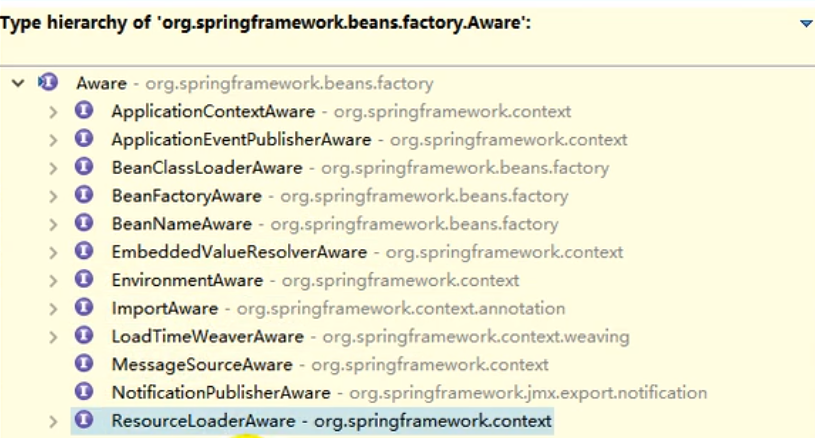 Type hierarchy of 'org.springframework.beans.factory.Aware':
Aware - org.springframework.beans.factory
ApplicationContextAware - org.springframework.context
ApplicationEventPublisherAware - org.springframework.context
BeanClassLoaderAware - org.springframework.beans.factory
BeanFactoryAware - org.springframework.beans.factory
BeanNameAware - org.springframework.beans.factory
EmbeddedValueResolverAware - org.springframework.context
EnvironmentAware - org.springframework.context
ImportAware - org.springframework.context.annotation
LoadTimeWeaverAware - org.springframework.context.weaving
MessageSourceAware - org.springframework.context
NotificationPublisherAware - org.springframework.jmx.export.notification
ResourceLoaderAware - org.springframework.context